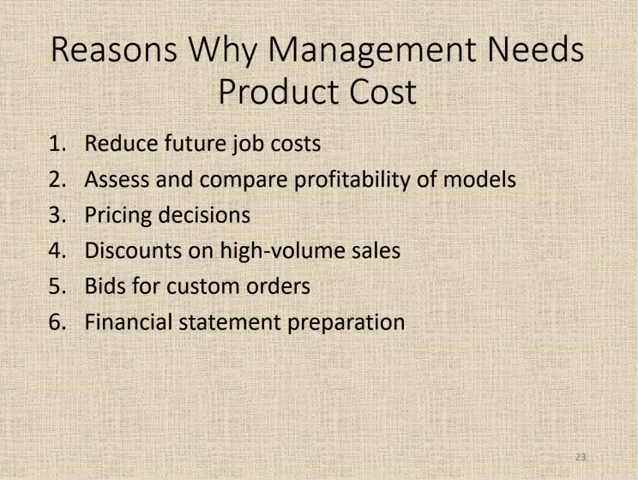 Reasons Why Management Needs
Product Cost
1. Reduce future job costs
2. Assess and compare profitability of models
3. Pricing decisions
4. Discounts on high-volume sales
5. Bids for custom orders
6. Financial statement preparation
23